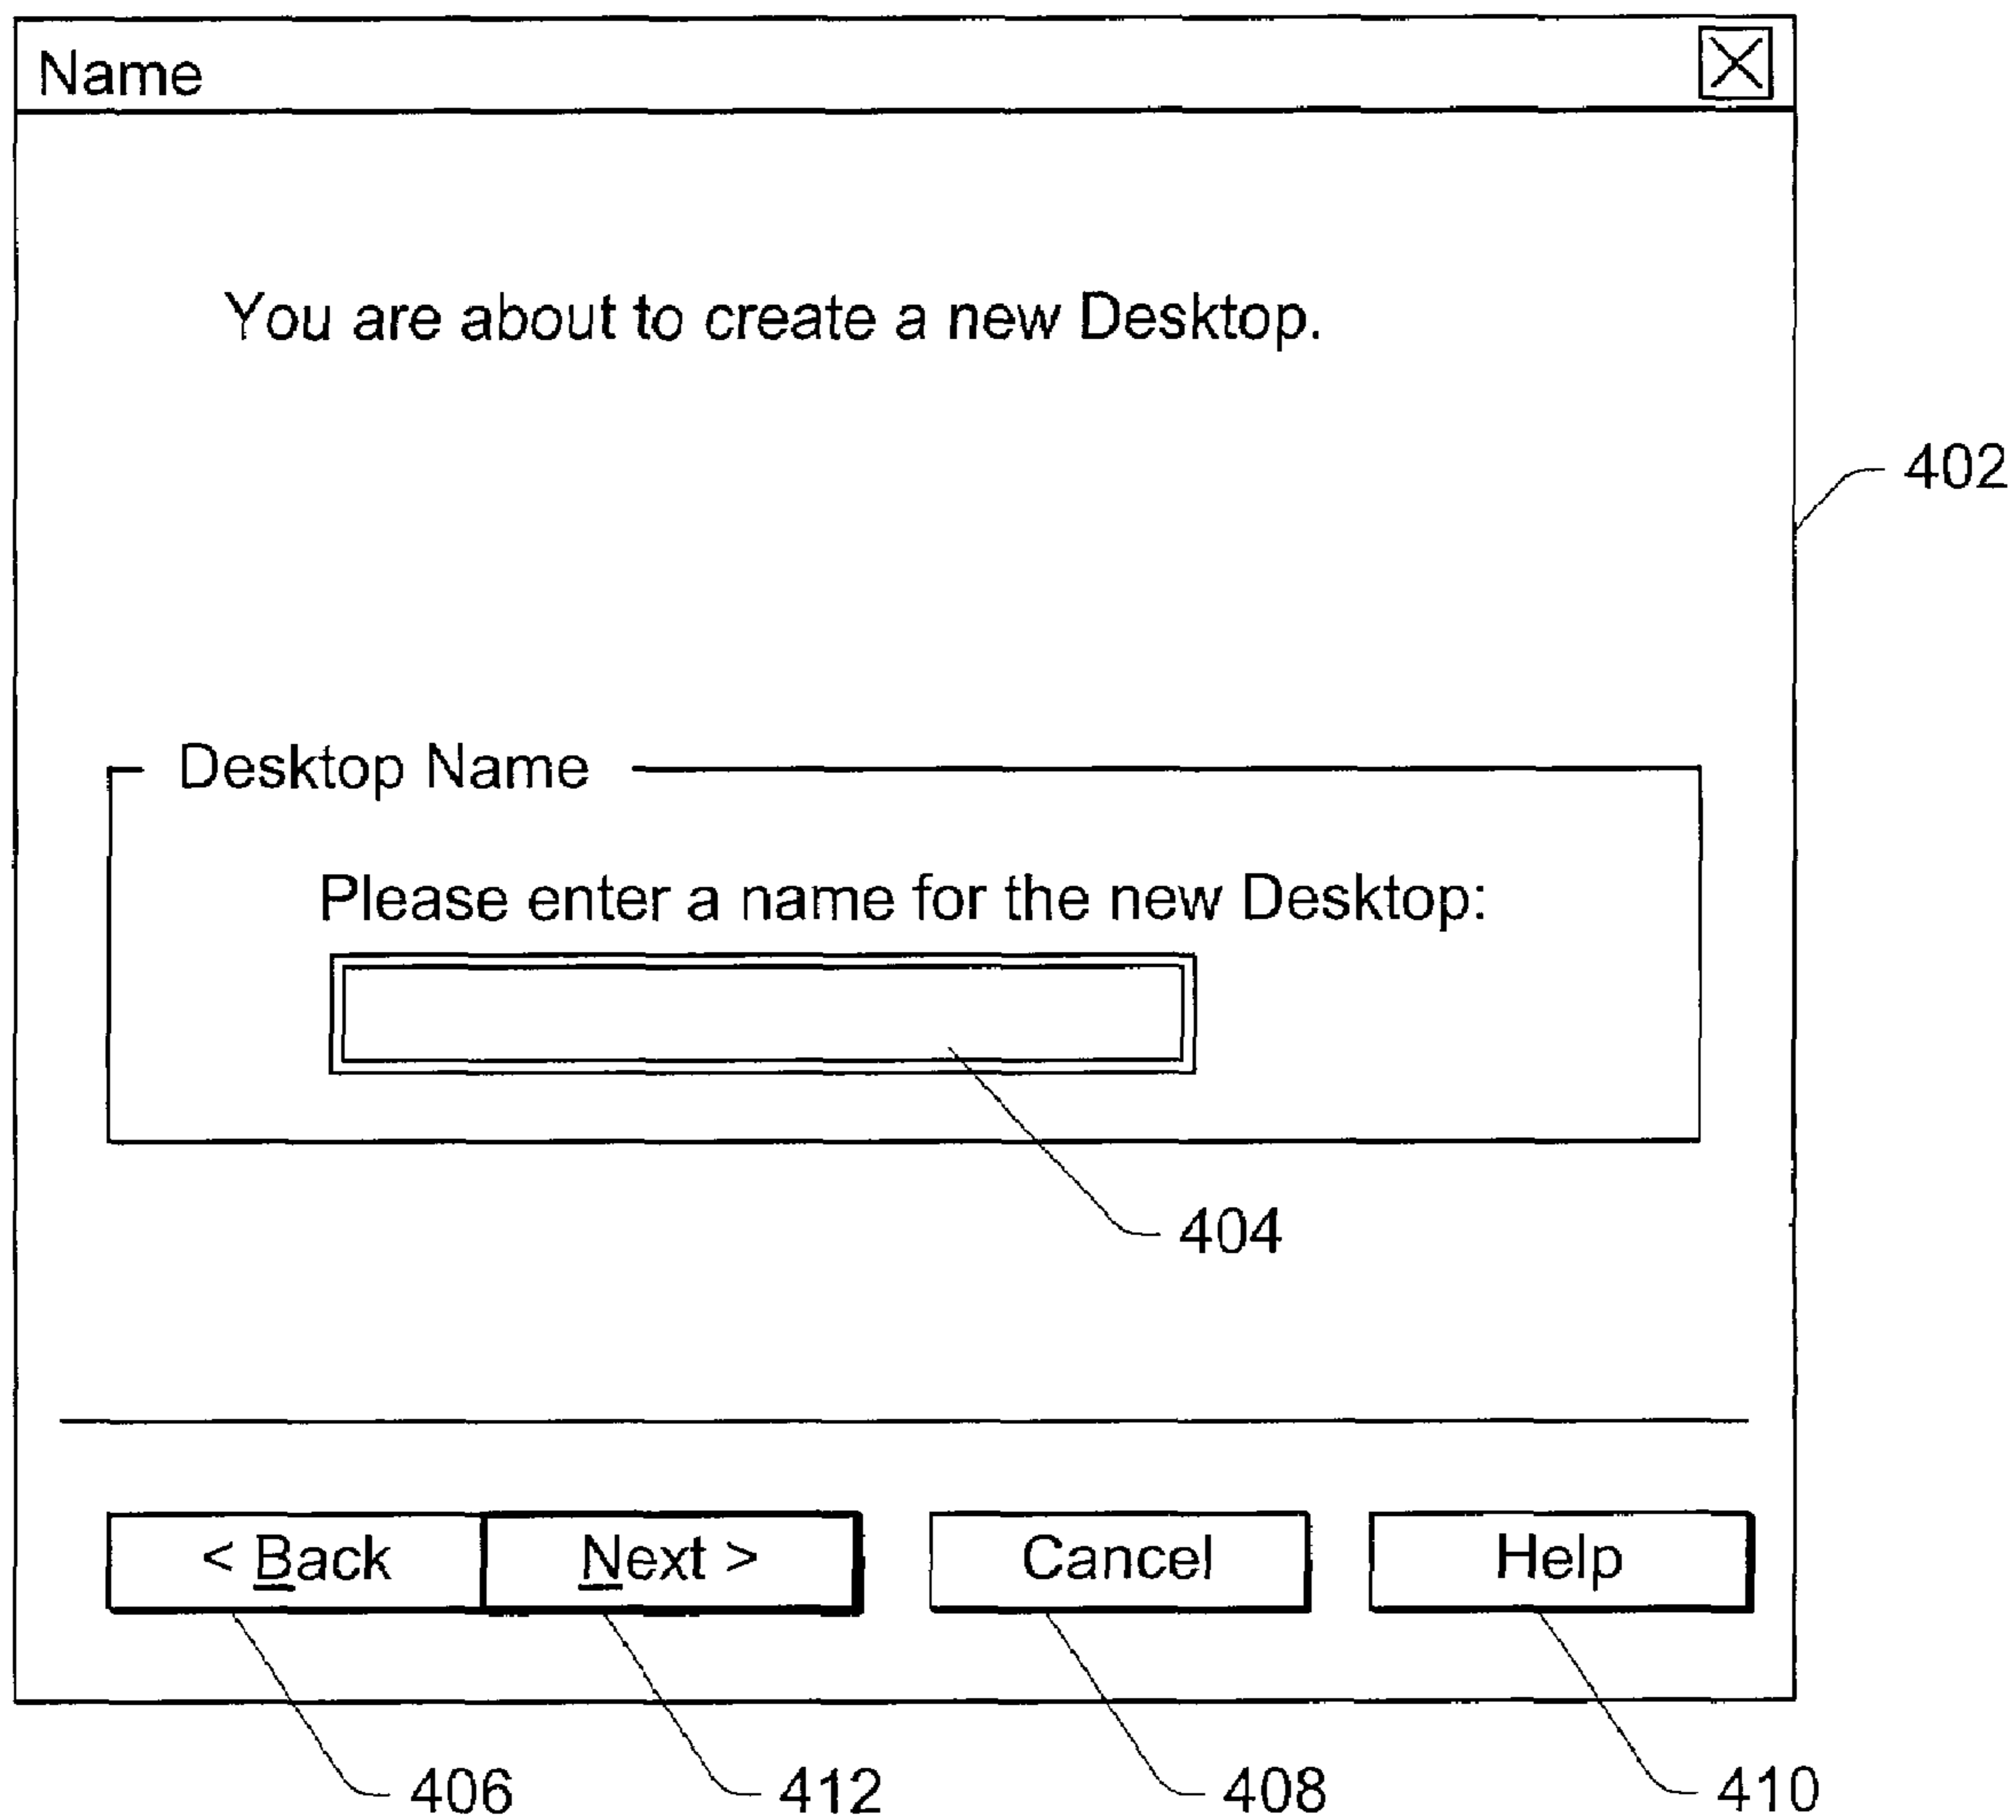 Name
You are about to create a new Desktop.
402
Desktop Name
Please enter a name for the new Desktop:
404
< Back Next > Cancel Help
406 412 408 410